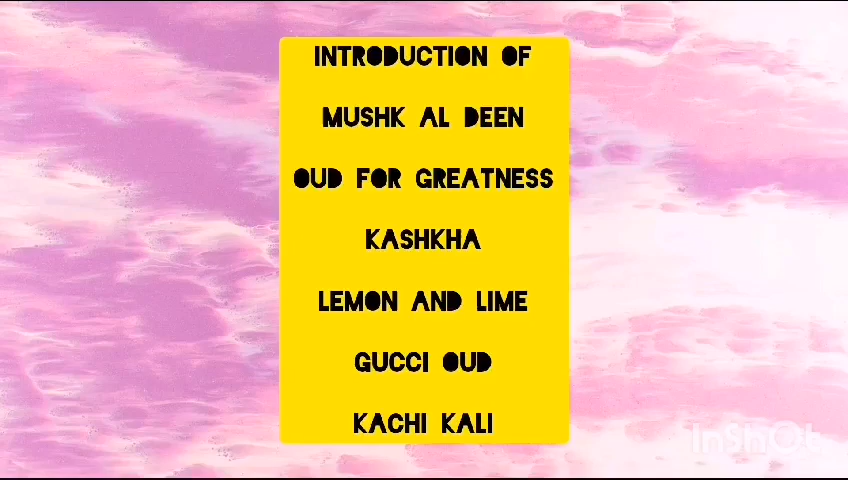 INTRODUCTION OF
MUSHK AL DEEN
OUD FOR GREATNESS
KASHKHA
LEMON AND LIME
GUCCI OUD
KACHI KALI
InShOt